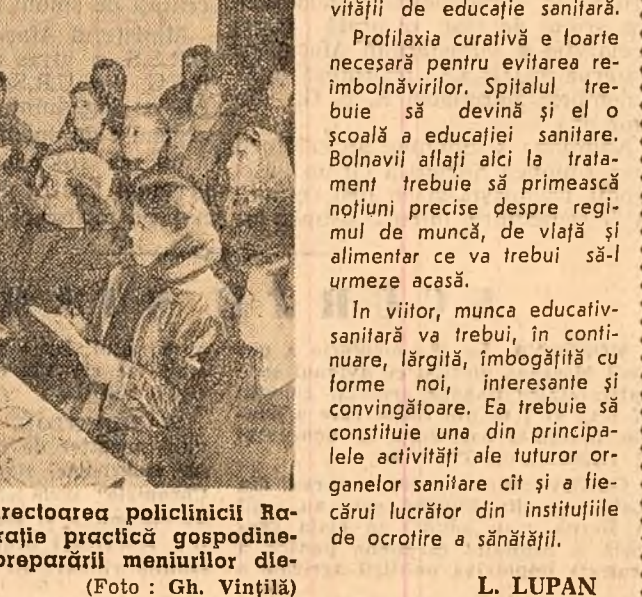 rectoarea policlinicii Ra-
rație practică gospodine-
preparării meniurilor die-
(Foto : Gh. Vințilă)
vității de educație sanitară.
Profilaxia curativă e foarte
necesară pentru evitarea re-
îmbolnăvirilor. Spitalul tre-
buie să devină și el o
școală a educației sanitare.
Bolnavii aflați aici la trata-
ment trebuie să primească
noțiuni precise despre regi-
mul de muncă, de viață și
alimentar ce va trebui să-l
urmeze acasă.
In viitor, munca educativ-
sanitară va trebui, în conti-
nuare, lărgită, îmbogățită cu
forme noi, interesante și
convingătoare. Ea trebuie să
constituie una din principa-
lele activități ale tuturor or-
ganelor sanitare cît și a fie-
cărui lucrător din instituțiile
de ocrotire a sănătății.
L. LUPAN